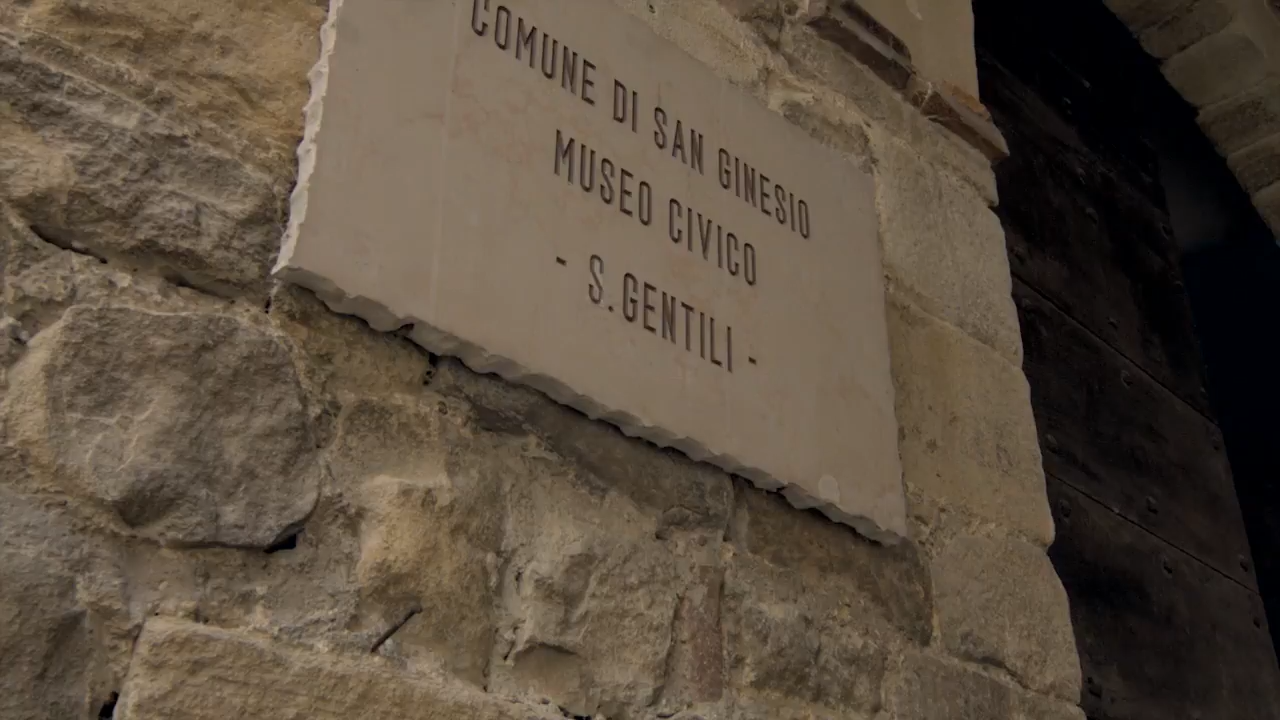 COMUNE DI SAN GINESIO
MUSEO CIVICO
- S. GENTILI -